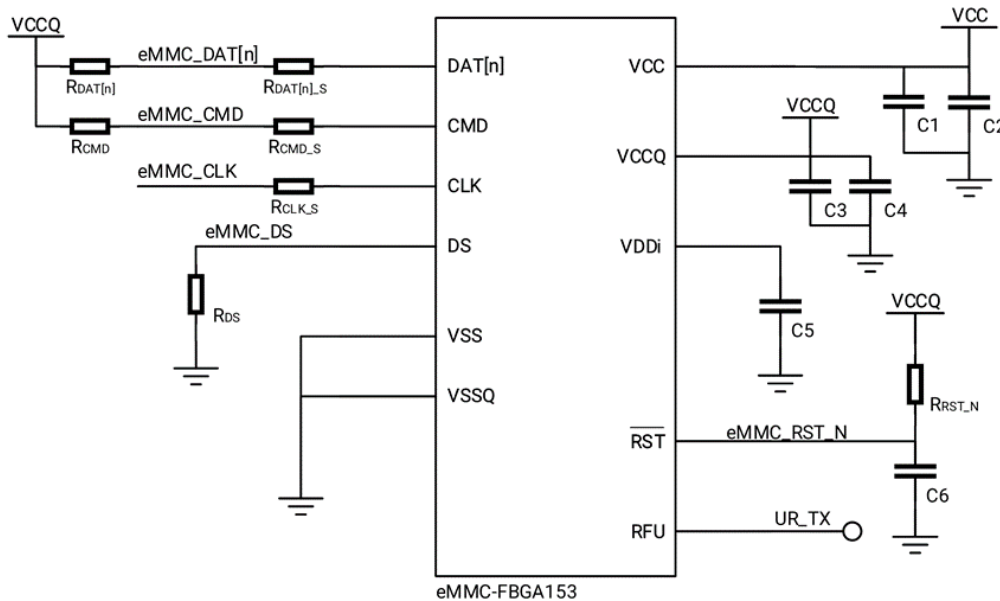 VCCQ
VCC
eMMC_DAT[n]
DAT[n]
VCC
RDAT[n]
RDAT[n]_S
C1
C2
VCCQ
eMMC_CMD
CMD
RCMD
RCMD_S
VCCQ
eMMC_CLK
CLK
RCLK_S
C3
C4
eMMC_DS
DS
VDDi
RDS
VCCQ
C5
VSS
VSSQ
RRST_N
RST
eMMC_RST_N
C6
UR_TX
RFU
eMMC-FBGA153